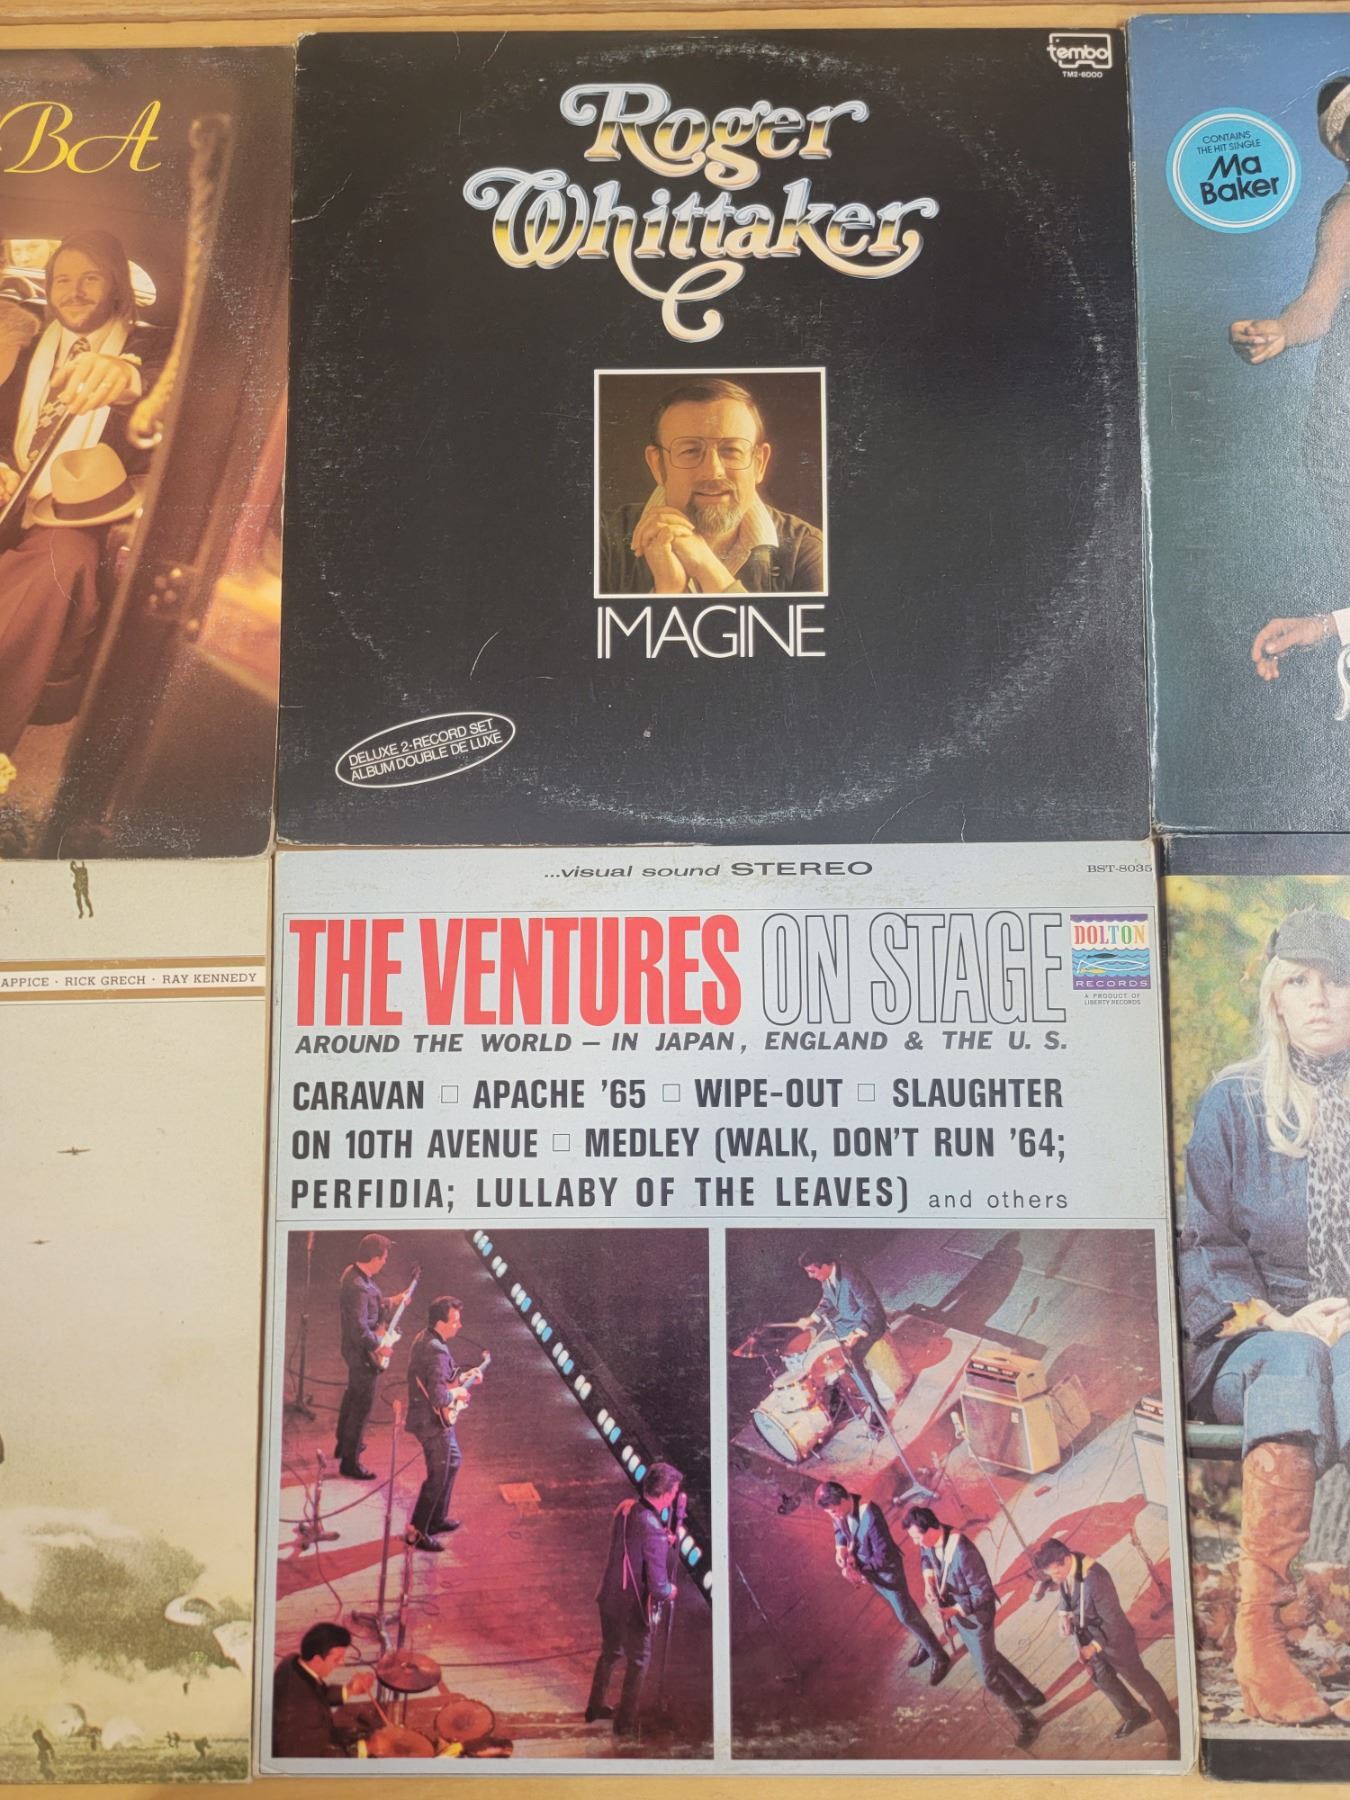 BA
Roger
Whittaker
tembo
TM2-6000
IMAGINE
DELUXE 2-RECORD SET
ALBUM DOUBLE DE LUXE
CONTAINS
THE HIT SINGLE
Ma
Baker
APPICE · RICK GRECH · RAY KENNEDY
...visual sound STEREO
BST-8035
THE VENTURES ON STAGE
DOLTON
RECORDS
A PRODUCT OF
LIBERTY RECORDS
AROUND THE WORLD – IN JAPAN, ENGLAND & THE U. S.
CARAVAN □ APACHE '65 □ WIPE-OUT □ SLAUGHTER
ON 10TH AVENUE □ MEDLEY (WALK, DON'T RUN '64;
PERFIDIA; LULLABY OF THE LEAVES) and others